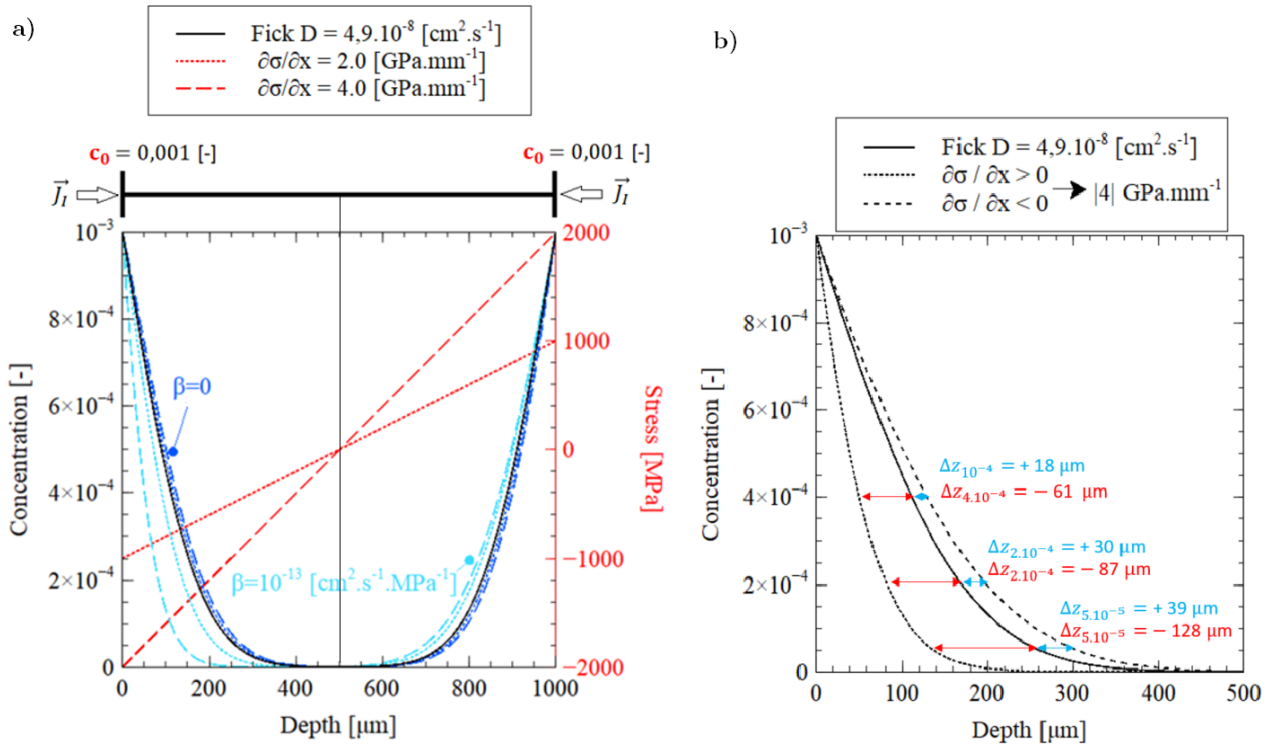 a)
Fick D = 4,9.10⁻⁸ [cm².s⁻¹]
∂σ/∂x = 2.0 [GPa.mm⁻¹]
∂σ/∂x = 4.0 [GPa.mm⁻¹]
c₀ = 0,001 [-]
c₀ = 0,001 [-]
J_I
J_I
10⁻³
8×10⁻⁴
6×10⁻⁴
4×10⁻⁴
2×10⁻⁴
0
Concentration [-]
β=0
β=10⁻¹³ [cm².s⁻¹.MPa⁻¹]
2000
1000
0
−1000
−2000
Stress [MPa]
0 200 400 600 800 1000
Depth [μm]
b)
Fick D = 4,9.10⁻⁸ [cm².s⁻¹]
∂σ / ∂x > 0
∂σ / ∂x < 0
|4| GPa.mm⁻¹
10⁻³
8×10⁻⁴
6×10⁻⁴
4×10⁻⁴
2×10⁻⁴
0
Concentration [-]
Δz₁₀₋₄ = + 18 μm
Δz₄.₁₀₋₄ = − 61 μm
Δz₂.₁₀₋₄ = + 30 μm
Δz₂.₁₀₋₄ = − 87 μm
Δz₅.₁₀₋₅ = +39 μm
Δz₅.₁₀₋₅ = − 128 μm
0 100 200 300 400 500
Depth [μm]